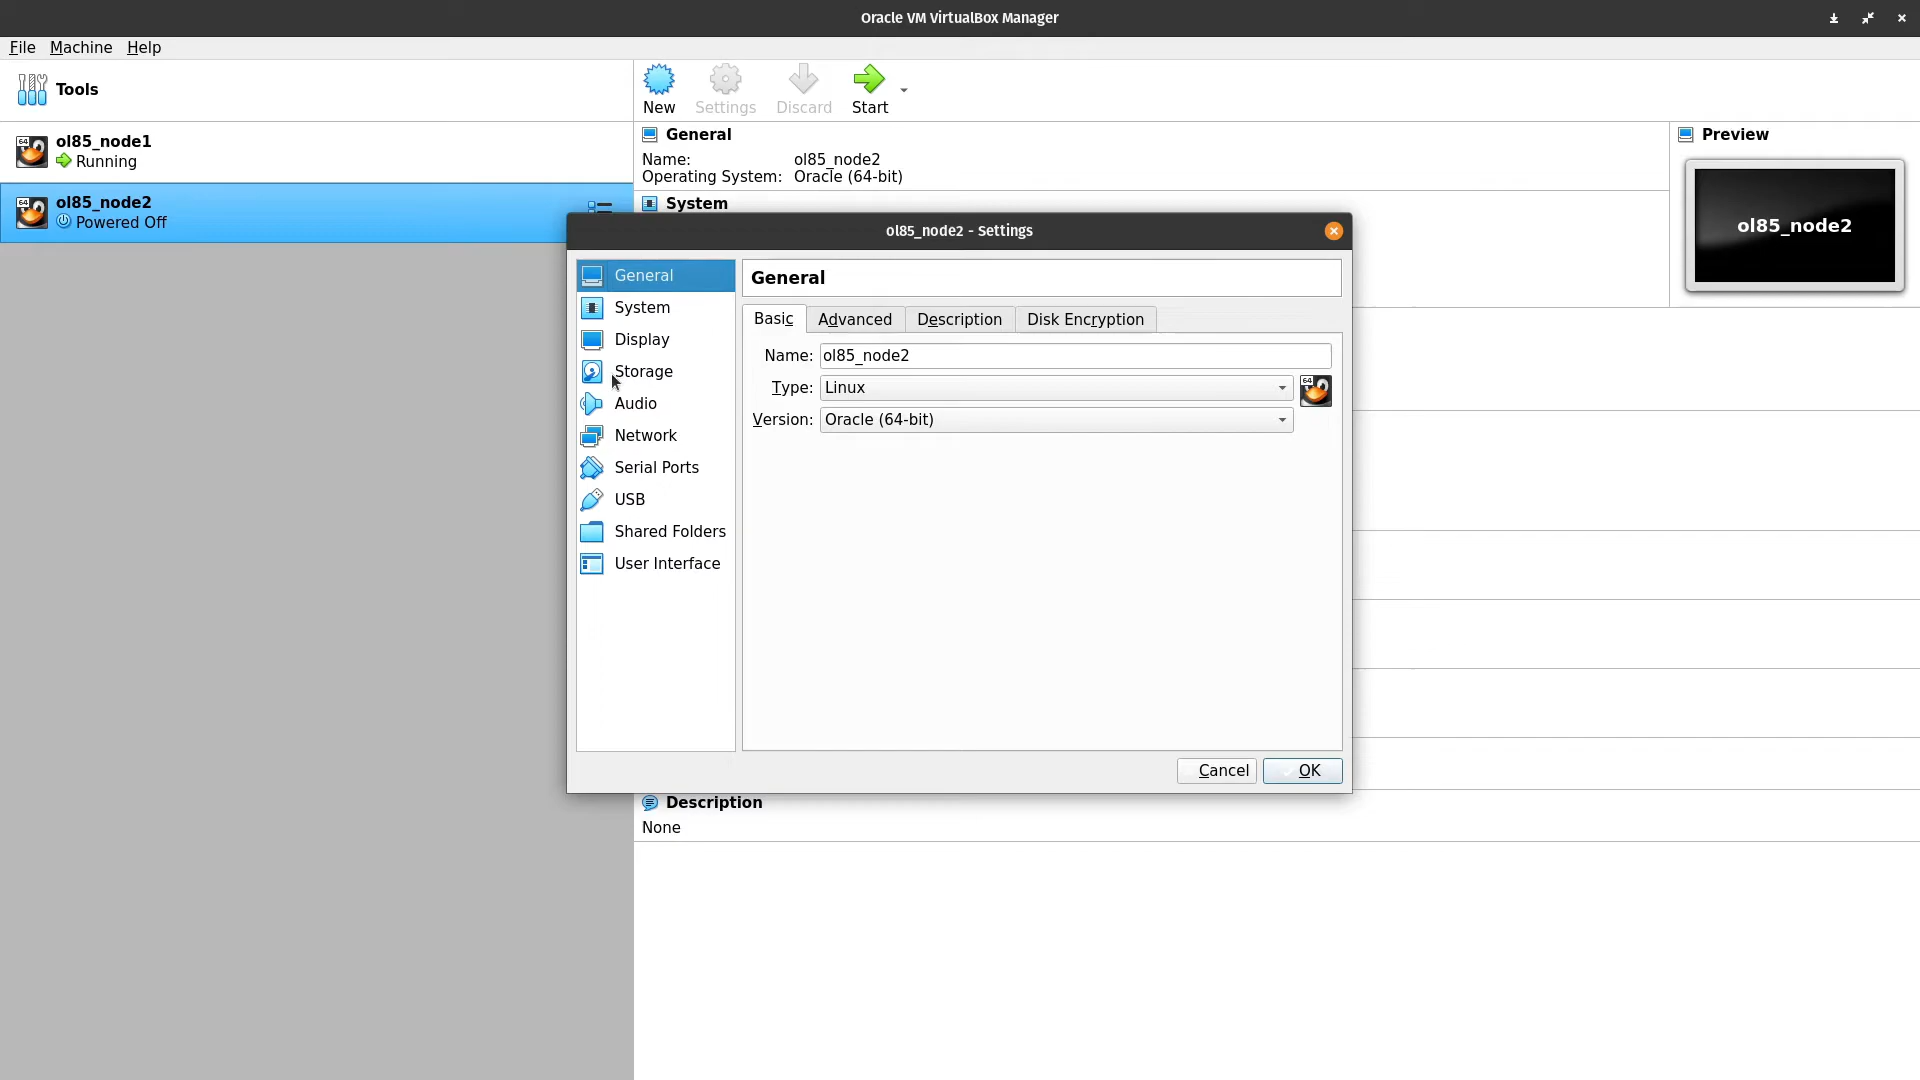 Oracle VM VirtualBox Manager
File Machine Help
Tools
New Settings Discard Start
64 ol85_node1
Running
64 ol85_node2
Powered Off
General
Name: ol85_node2
Operating System: Oracle (64-bit)
System
Preview
ol85_node2
ol85_node2 - Settings
General
System
Display
Storage
Audio
Network
Serial Ports
USB
Shared Folders
User Interface
General
Basic Advanced Description Disk Encryption
Name: ol85_node2
Type: Linux 64
Version: Oracle (64-bit)
Cancel OK
Description
None